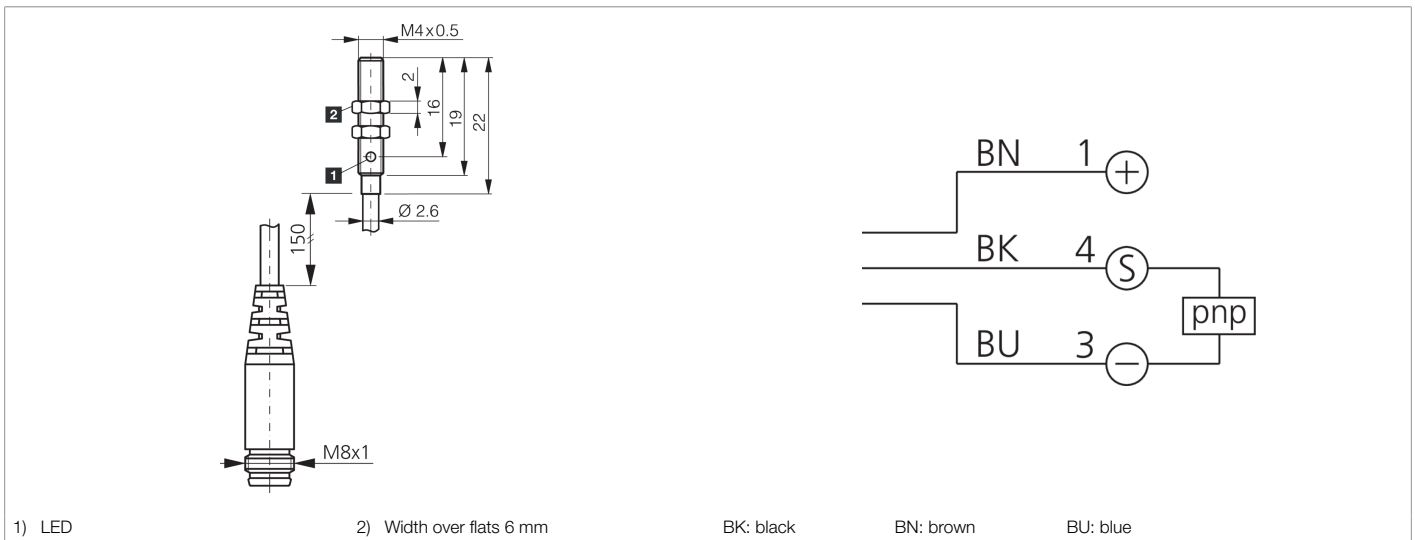 M4x0.5
2
16
19
22
2
1
Ø 2.6
150
M8x1
BN 1 +
BK 4 S
pnp
BU 3 −
1) LED 2) Width over flats 6 mm BK: black BN: brown BU: blue